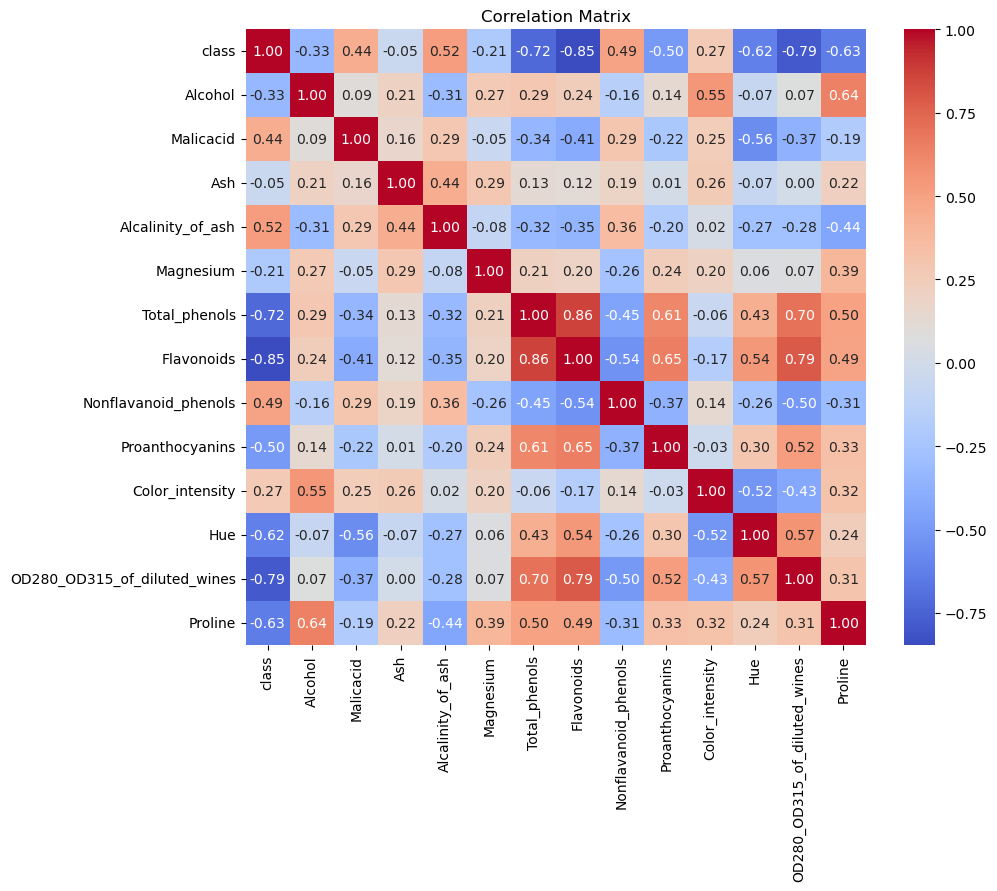 Correlation Matrix
class 1.00 -0.33 0.44 -0.05 0.52 -0.21 -0.72 -0.85 0.49 -0.50 0.27 -0.62 -0.79 -0.63
Alcohol -0.33 1.00 0.09 0.21 -0.31 0.27 0.29 0.24 -0.16 0.14 0.55 -0.07 0.07 0.64
Malicacid 0.44 0.09 1.00 0.16 0.29 -0.05 -0.34 -0.41 0.29 -0.22 0.25 -0.56 -0.37 -0.19
Ash -0.05 0.21 0.16 1.00 0.44 0.29 0.13 0.12 0.19 0.01 0.26 -0.07 0.00 0.22
Alcalinity_of_ash 0.52 -0.31 0.29 0.44 1.00 -0.08 -0.32 -0.35 0.36 -0.20 0.02 -0.27 -0.28 -0.44
Magnesium -0.21 0.27 -0.05 0.29 -0.08 1.00 0.21 0.20 -0.26 0.24 0.20 0.06 0.07 0.39
Total_phenols -0.72 0.29 -0.34 0.13 -0.32 0.21 1.00 0.86 -0.45 0.61 -0.06 0.43 0.70 0.50
Flavonoids -0.85 0.24 -0.41 0.12 -0.35 0.20 0.86 1.00 -0.54 0.65 -0.17 0.54 0.79 0.49
Nonflavanoid_phenols 0.49 -0.16 0.29 0.19 0.36 -0.26 -0.45 -0.54 1.00 -0.37 0.14 -0.26 -0.50 -0.31
Proanthocyanins -0.50 0.14 -0.22 0.01 -0.20 0.24 0.61 0.65 -0.37 1.00 -0.03 0.30 0.52 0.33
Color_intensity 0.27 0.55 0.25 0.26 0.02 0.20 -0.06 -0.17 0.14 -0.03 1.00 -0.52 -0.43 0.32
Hue -0.62 -0.07 -0.56 -0.07 -0.27 0.06 0.43 0.54 -0.26 0.30 -0.52 1.00 0.57 0.24
OD280_OD315_of_diluted_wines -0.79 0.07 -0.37 0.00 -0.28 0.07 0.70 0.79 -0.50 0.52 -0.43 0.57 1.00 0.31
Proline -0.63 0.64 -0.19 0.22 -0.44 0.39 0.50 0.49 -0.31 0.33 0.32 0.24 0.31 1.00
class
Alcohol
Malicacid
Ash
Alcalinity_of_ash
Magnesium
Total_phenols
Flavonoids
Nonflavanoid_phenols
Proanthocyanins
Color_intensity
Hue
OD280_OD315_of_diluted_wines
Proline
1.00
0.75
0.50
0.25
0.00
-0.25
-0.50
-0.75